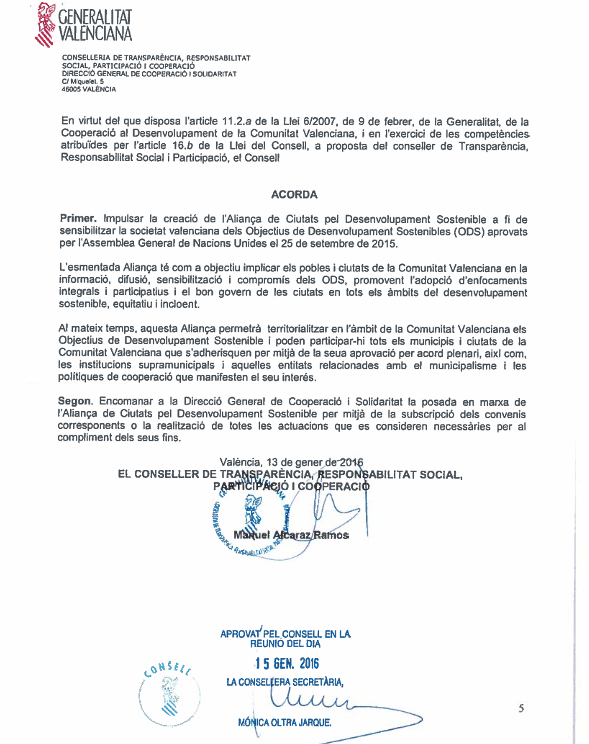 GENERALITAT
VALENCIANA
CONSELLERIA DE TRANSPARÈNCIA, RESPONSABILITAT
SOCIAL, PARTICIPACIÓ I COOPERACIÓ
DIRECCIÓ GENERAL DE COOPERACIÓ I SOLIDARITAT
C/ Miquelet, 5
46005 VALÈNCIA
En virtut del que disposa l'article 11.2.a de la Llei 6/2007, de 9 de febrer, de la Generalitat, de la
Cooperació al Desenvolupament de la Comunitat Valenciana, i en l'exercici de les competències
atribuïdes per l'article 16.b de la Llei del Consell, a proposta del conseller de Transparència,
Responsabilitat Social i Participació, el Consell
ACORDA
Primer. Impulsar la creació de l'Aliança de Ciutats pel Desenvolupament Sostenible a fi de
sensibilitzar la societat valenciana dels Objectius de Desenvolupament Sostenibles (ODS) aprovats
per l'Assemblea General de Nacions Unides el 25 de setembre de 2015.
L'esmentada Aliança té com a objectiu implicar els pobles i ciutats de la Comunitat Valenciana en la
informació, difusió, sensibilització i compromís dels ODS, promovent l'adopció d'enfocaments
integrals i participatius i el bon govern de les ciutats en tots els àmbits del desenvolupament
sostenible, equitatiu i incloent.
Al mateix temps, aquesta Aliança permetrà territorialitzar en l'àmbit de la Comunitat Valenciana els
Objectius de Desenvolupament Sostenible i poden participar-hi tots els municipis i ciutats de la
Comunitat Valenciana que s'adherisquen per mitjà de la seua aprovació per acord plenari, així com,
les institucions supramunicipals i aquelles entitats relacionades amb el municipalisme i les
polítiques de cooperació que manifesten el seu interés.
Segon. Encomanar a la Direcció General de Cooperació i Solidaritat la posada en marxa de
l'Aliança de Ciutats pel Desenvolupament Sostenible per mitjà de la subscripció dels convenis
corresponents o la realització de totes les actuacions que es consideren necessàries per al
compliment dels seus fins.
València, 13 de gener de 2016
EL CONSELLER DE TRANSPARÈNCIA, RESPONSABILITAT SOCIAL,
PARTICIPACIÓ I COOPERACIÓ
Manuel Alcaraz Ramos
APROVAT PEL CONSELL EN LA
REUNIÓ DEL DIA
15 GEN. 2016
LA CONSELLERA SECRETÀRIA,
CONSELL
MÓNICA OLTRA JARQUE.
5